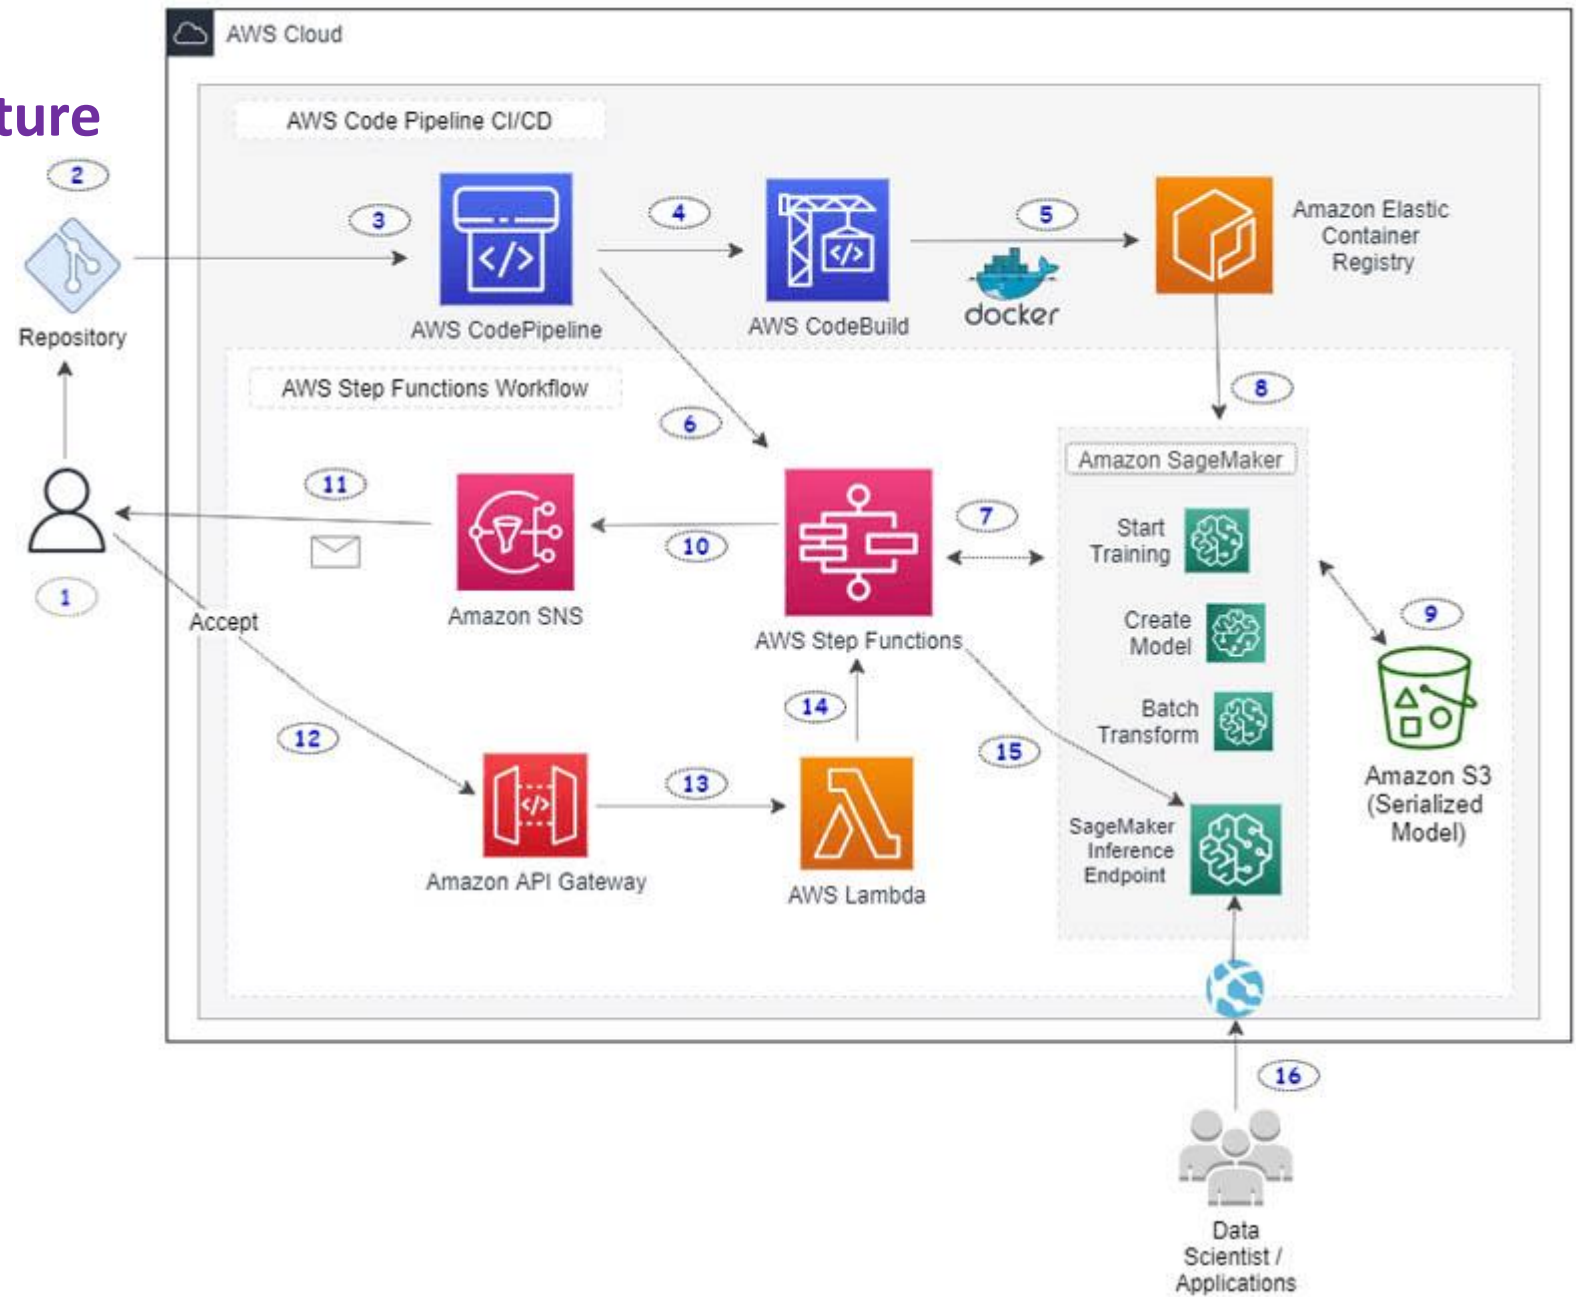 AWS Cloud
ture
AWS Code Pipeline CI/CD
2
3
4
5
Amazon Elastic
Container
Registry
docker
Repository
AWS CodePipeline
AWS CodeBuild
AWS Step Functions Workflow
6
8
Amazon SageMaker
11
7
10
Start
Training
1
Accept
Amazon SNS
AWS Step Functions
Create
Model
9
14
Batch
Transform
12
15
13
Amazon S3
(Serialized
Model)
SageMaker
Inference
Endpoint
Amazon API Gateway
AWS Lambda
16
Data
Scientist /
Applications